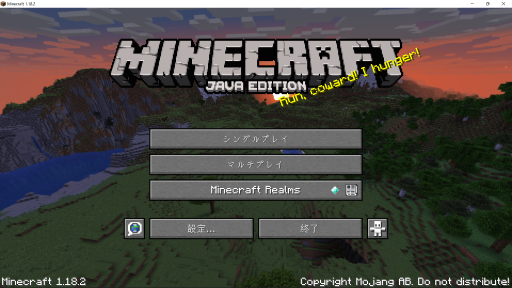 Minecraft 1.18.2
MINECRAFT
JAVA EDITION
Run, coward! I hunger!
シングルプレイ
マルチプレイ
Minecraft Realms
設定...
終了
Minecraft 1.18.2
Copyright Mojang AB. Do not distribute!